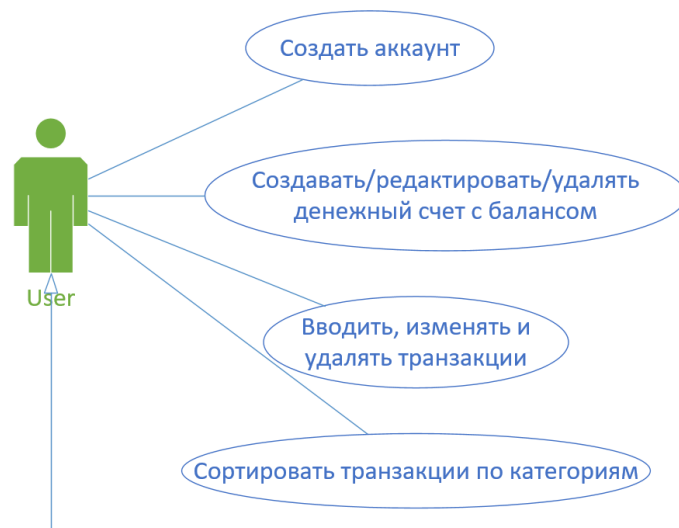 Создать аккаунт
Создавать/редактировать/удалять
денежный счет с балансом
User
Вводить, изменять и
удалять транзакции
Сортировать транзакции по категориям